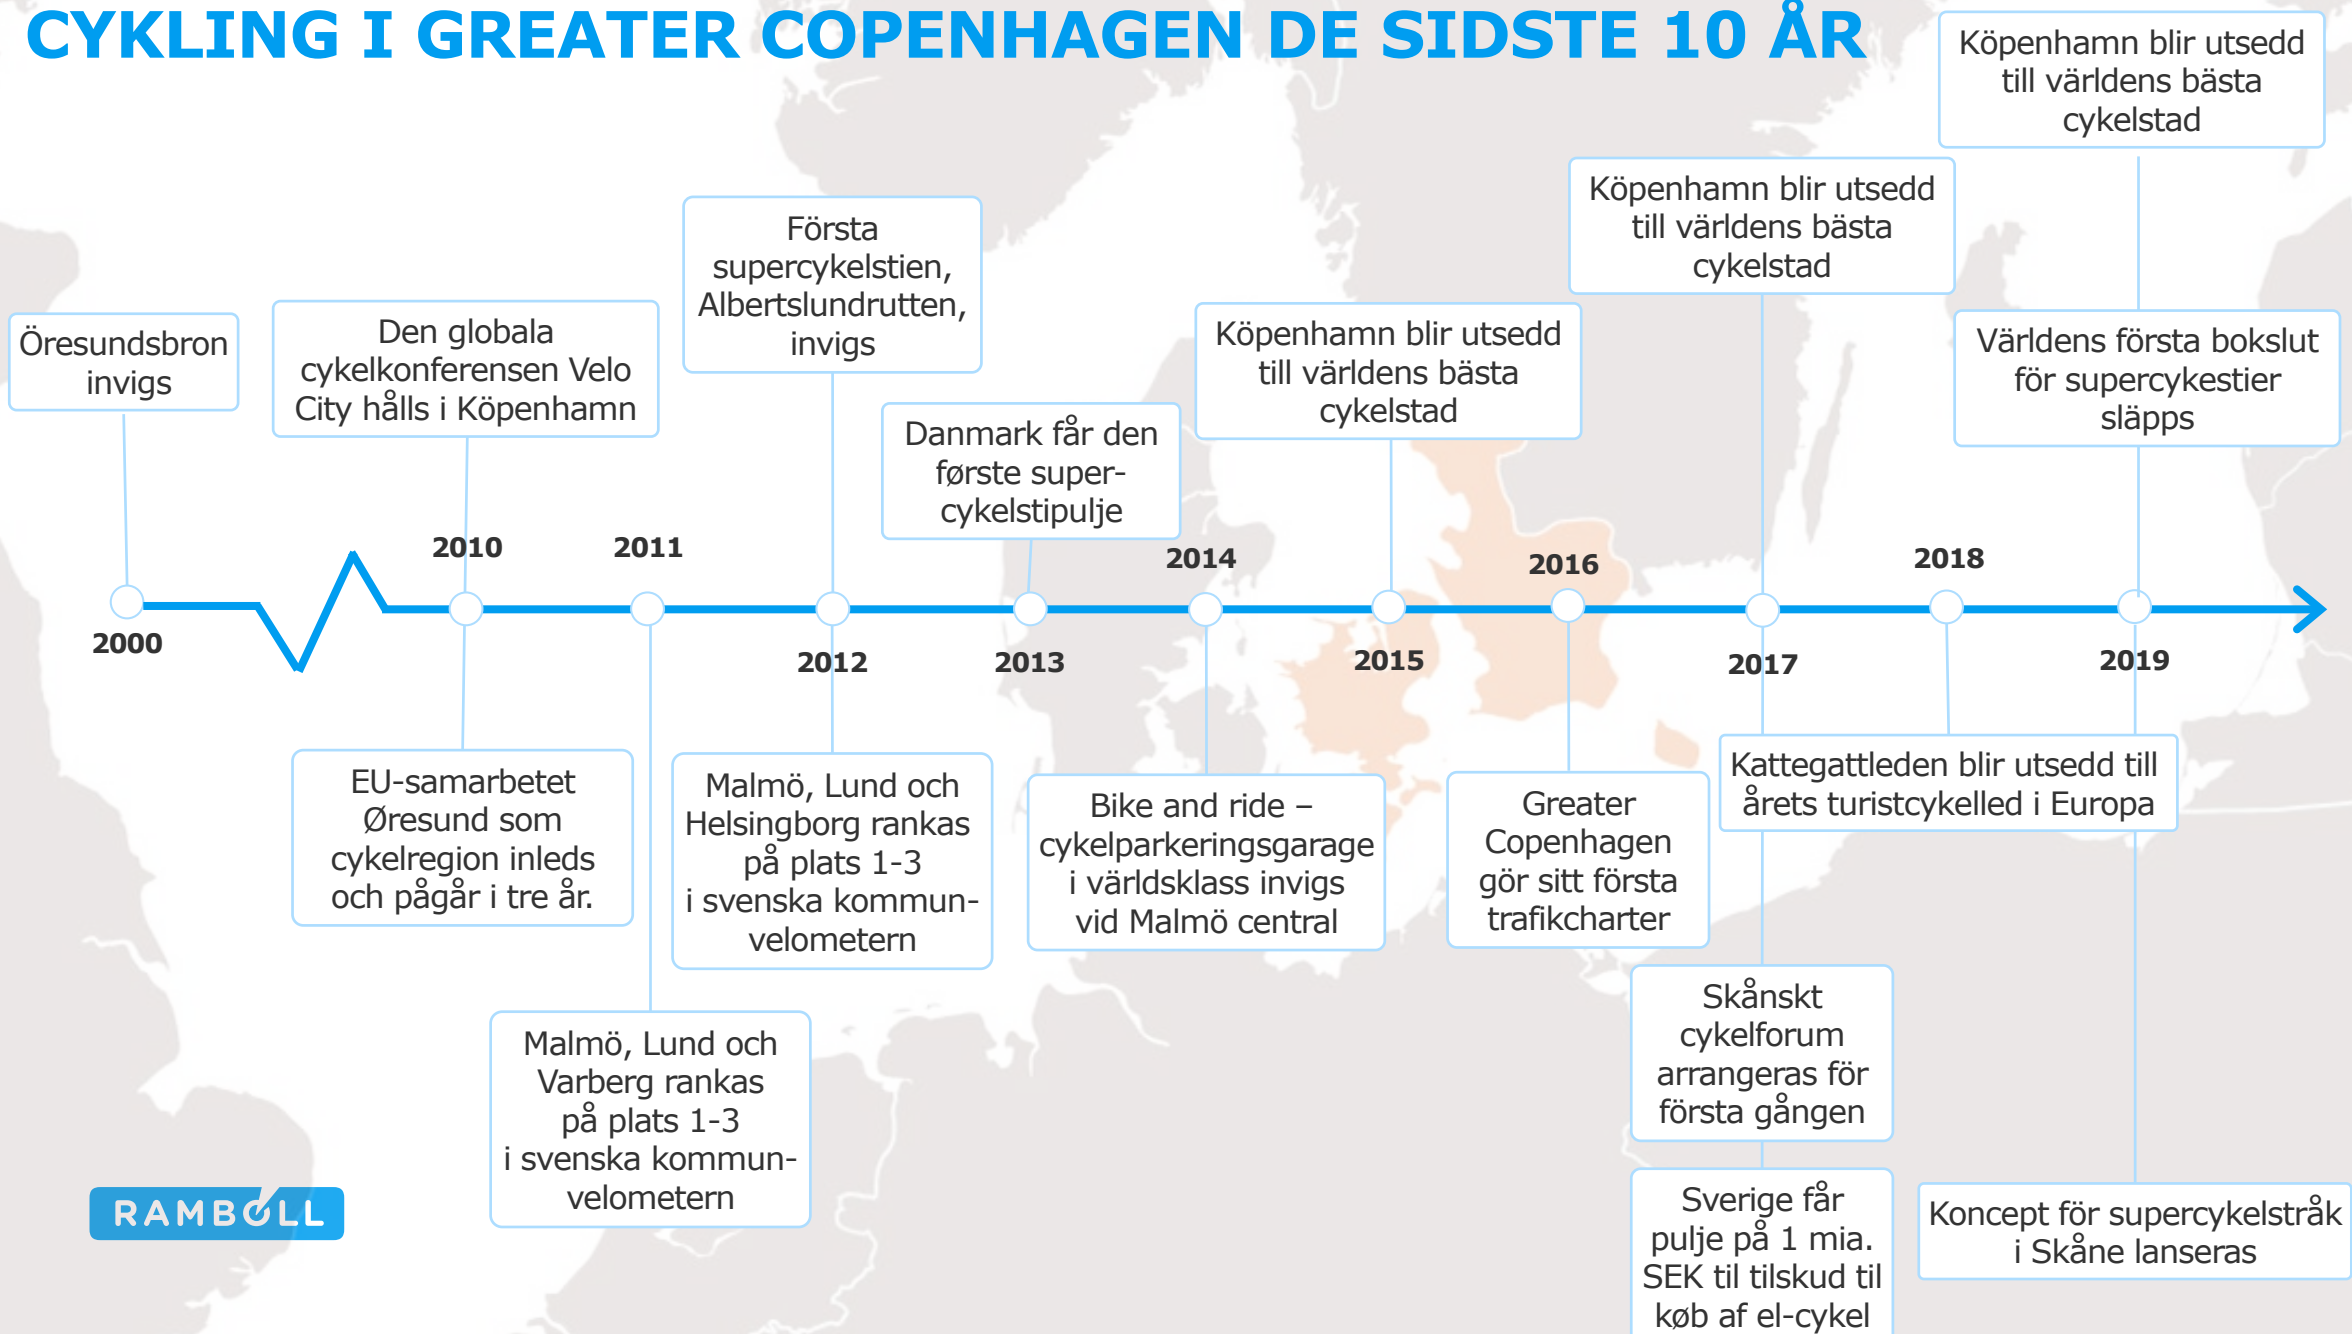 CYKLING I GREATER COPENHAGEN DE SIDSTE 10 ÅR
Öresundsbron
invigs
2000
Den globala
cykelkonferensen Velo
City hålls i Köpenhamn
2010
EU-samarbetet
Øresund som
cykelregion inleds
och pågår i tre år.
2011
Malmö, Lund och
Varberg rankas
på plats 1-3
i svenska kommun-
velometern
Första
supercykelstien,
Albertslundrutten,
invigs
2012
Malmö, Lund och
Helsingborg rankas
på plats 1-3
i svenska kommun-
velometern
Danmark får den
første super-
cykelstipulje
2013
2014
Bike and ride –
cykelparkeringsgarage
i världsklass invigs
vid Malmö central
Köpenhamn blir utsedd
till världens bästa
cykelstad
2015
2016
Greater
Copenhagen
gör sitt första
trafikcharter
Köpenhamn blir utsedd
till världens bästa
cykelstad
2017
Skånskt
cykelforum
arrangeras för
första gången
Sverige får
pulje på 1 mia.
SEK til tilskud til
køb af el-cykel
2018
Kattegattleden blir utsedd till
årets turistcykelled i Europa
Köpenhamn blir utsedd
till världens bästa
cykelstad
Världens första bokslut
för supercykestier
släpps
2019
Koncept för supercykelstråk
i Skåne lanseras
RAMBOLL